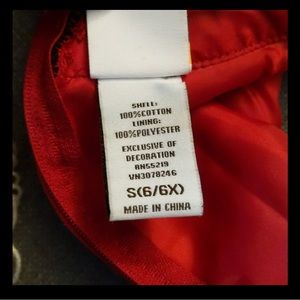 SHELL:
100%COTTON
LINING:
100%POLYESTER
EXCLUSIVE OF
DECORATION
RN55219
VN3078246
S(6/6X)
MADE IN CHINA